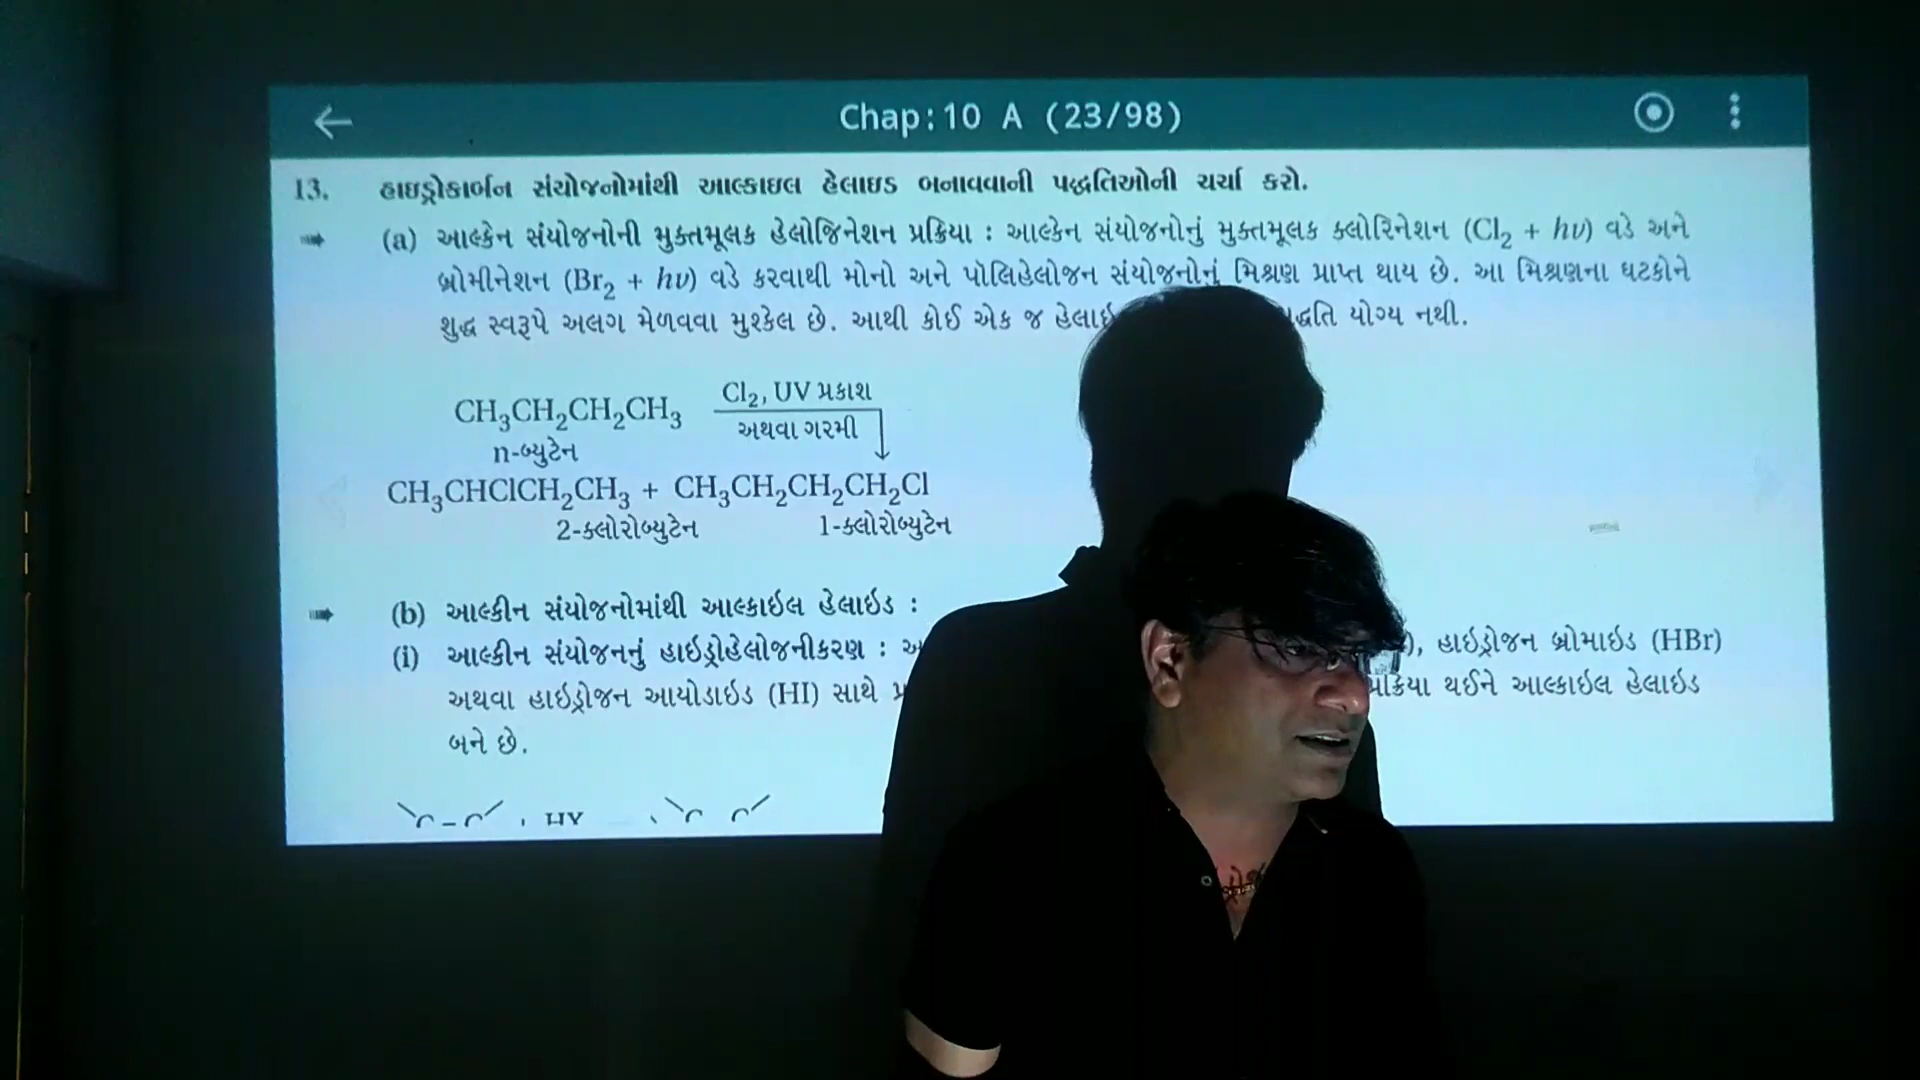 Chap:10 A (23/98)
13. હાઇડ્રોકાર્બન સંયોજનોમાંથી આલ્કાઇલ હેલાઇડ બનાવવાની પદ્ધતિઓની ચર્ચા કરો.
(a) આલ્કેન સંયોજનોની મુક્તમૂલક હેલોજિનેશન પ્રક્રિયા : આલ્કેન સંયોજનોનું મુક્તમૂલક ક્લોરિનેશન (Cl₂ + hν) વડે અને
બ્રોમીનેશન (Br₂ + hν) વડે કરવાથી મોનો અને પૉલિહેલોજન સંયોજનોનું મિશ્રણ પ્રાપ્ત થાય છે. આ મિશ્રણના ઘટકોને
શુદ્ધ સ્વરૂપે અલગ મેળવવા મુશ્કેલ છે. આથી કોઈ એક જ યોગ્ય નથી.
CH₃CH₂CH₂CH₃ Cl₂, UV પ્રકાશ
અથવા ગરમી
n-બ્યુટેન
CH₃CHClCH₂CH₃ + CH₃CH₂CH₂CH₂Cl
2-ક્લોરોબ્યુટેન 1-ક્લોરોબ્યુટેન
(b) આલ્કીન સંયોજનોમાંથી આલ્કાઇલ હેલાઇડ :
(i) આલ્કીન સંયોજનનું હાઇડ્રોહેલોજનીકરણ : હાઇડ્રોજન બ્રોમાઇડ (HBr)
અથવા હાઇડ્રોજન આયોડાઇડ (HI) સાથે પ્રક્રિયા થઈને આલ્કાઇલ હેલાઇડ
બને છે.